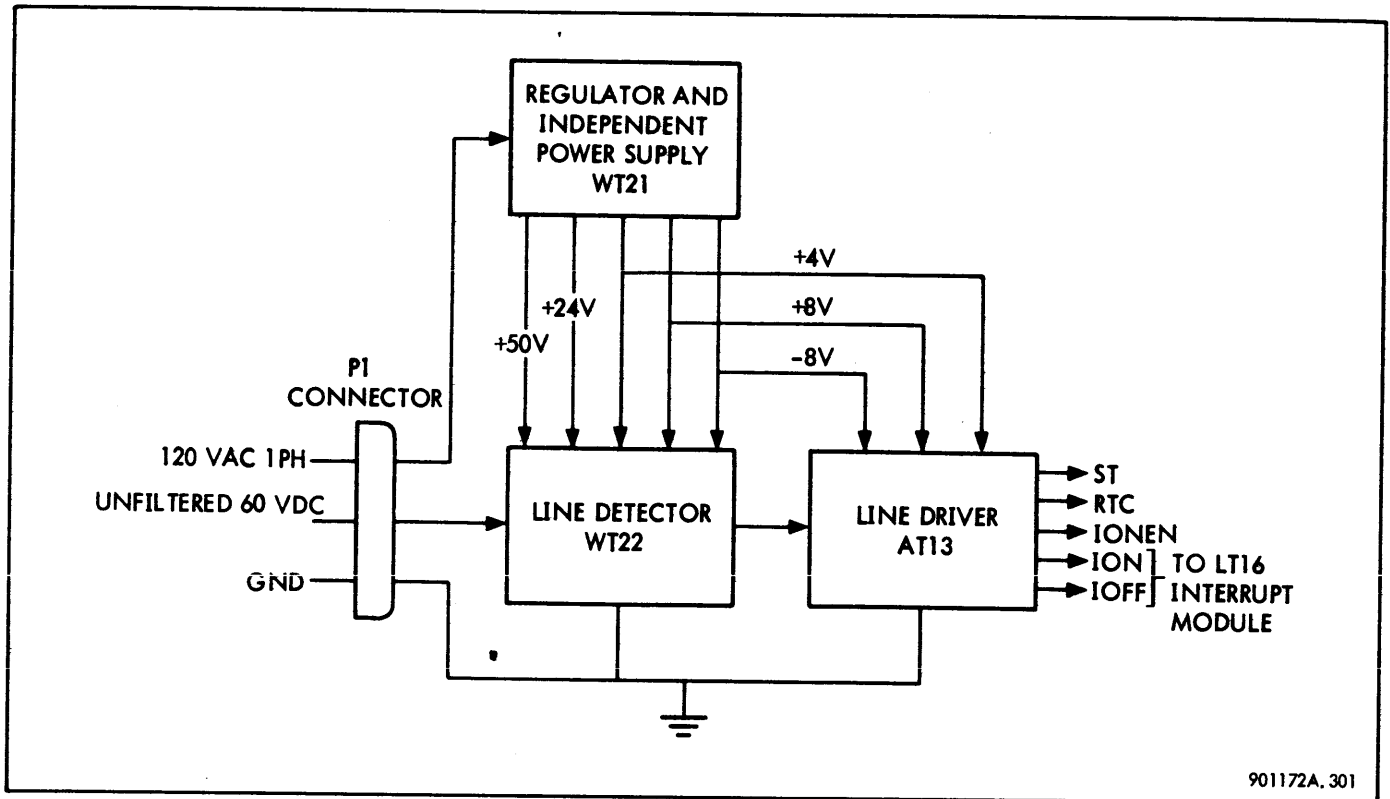 REGULATOR AND
INDEPENDENT
POWER SUPPLY
WT21
+4V
+24V
+8V
+50V
-8V
P1
CONNECTOR
120 VAC 1PH
UNFILTERED 60 VDC
GND
LINE DETECTOR
WT22
LINE DRIVER
AT13
ST
RTC
IONEN
ION
IOFF
TO LT16
INTERRUPT
MODULE
901172A.301